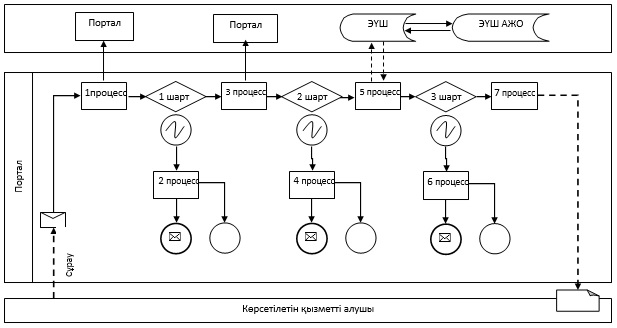 Портал
Портал
ЭҮШ
ЭҮШ АЖО
Портал
1процесс
1 шарт
3 процесс
2 шарт
5 процесс
3 шарт
7 процесс
2 процесс
4 процесс
6 процесс
Сұрау
Көрсетілетін қызметті алушы